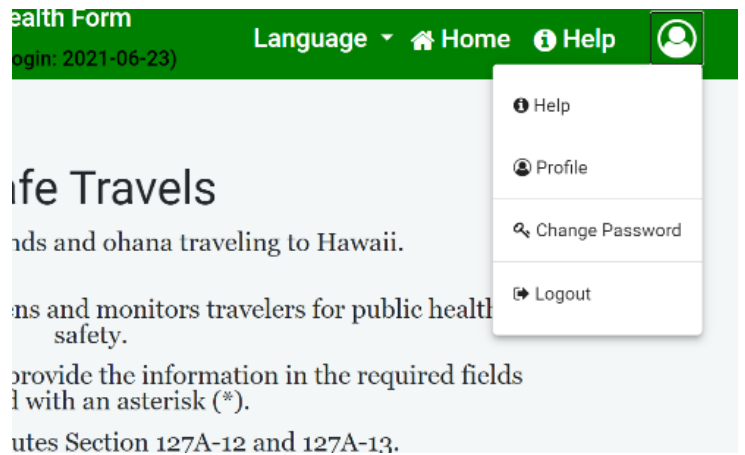 ealth Form
ogin: 2021-06-23)
Language Home Help
Help
Profile
Change Password
Logout
afe Travels
nds and ohana traveling to Hawaii.
ens and monitors travelers for public health
safety.
provide the information in the required fields
d with an asterisk (*).
utes Section 127A-12 and 127A-13.